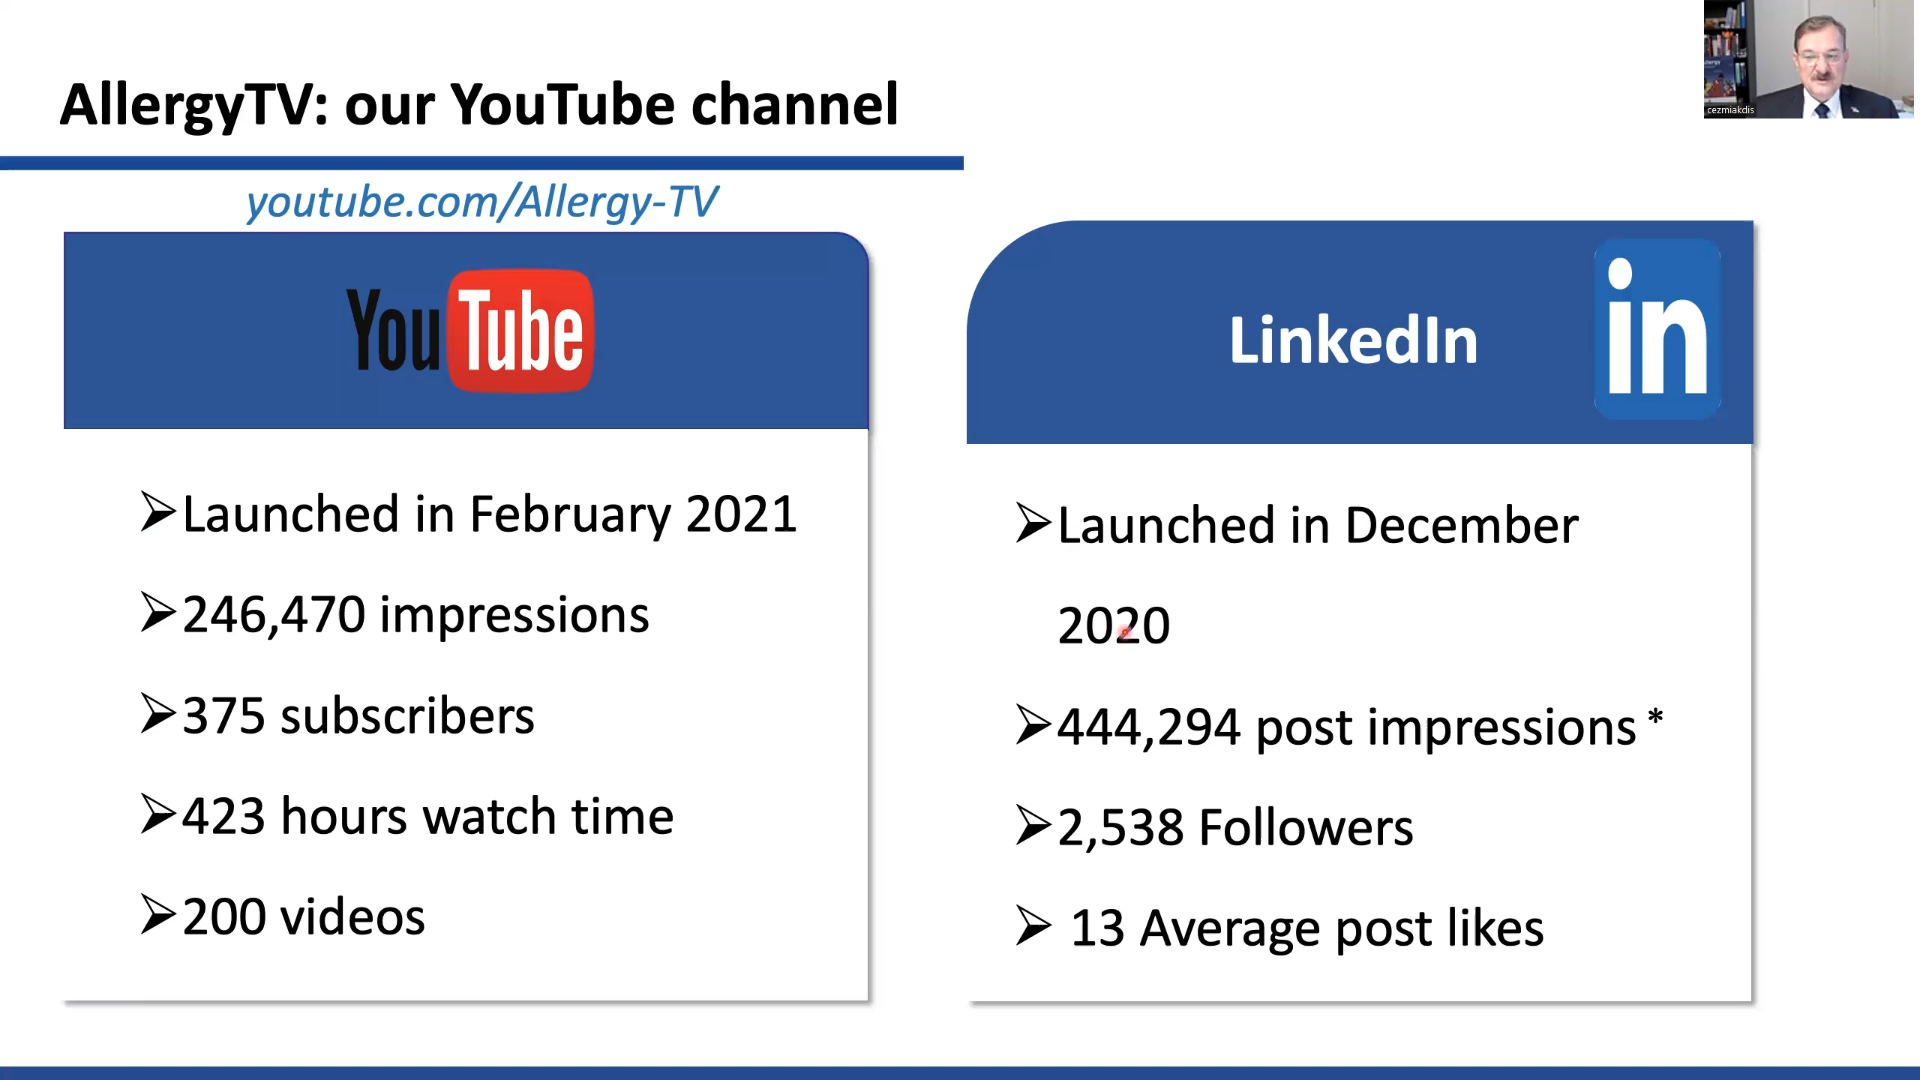 AllergyTV: our YouTube channel
youtube.com/Allergy-TV
YouTube
➢Launched in February 2021
➢246,470 impressions
➢375 subscribers
➢423 hours watch time
➢200 videos
LinkedIn
in
➢Launched in December
2020
➢444,294 post impressions *
➢2,538 Followers
➢ 13 Average post likes
cezmiakdis